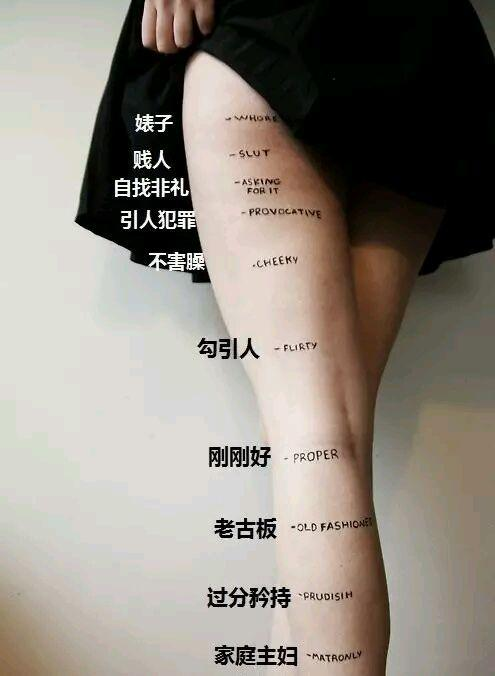 婊子 -WHORE
贱人 -SLUT
自找非礼 -ASKING
FOR IT
引人犯罪 -PROVOCATIVE
不害臊 -CHEEKY
勾引人 -FLIRTY
刚刚好 -PROPER
老古板 -OLD FASHIONED
过分矜持 -PRUDISH
家庭主妇 -MATRONLY